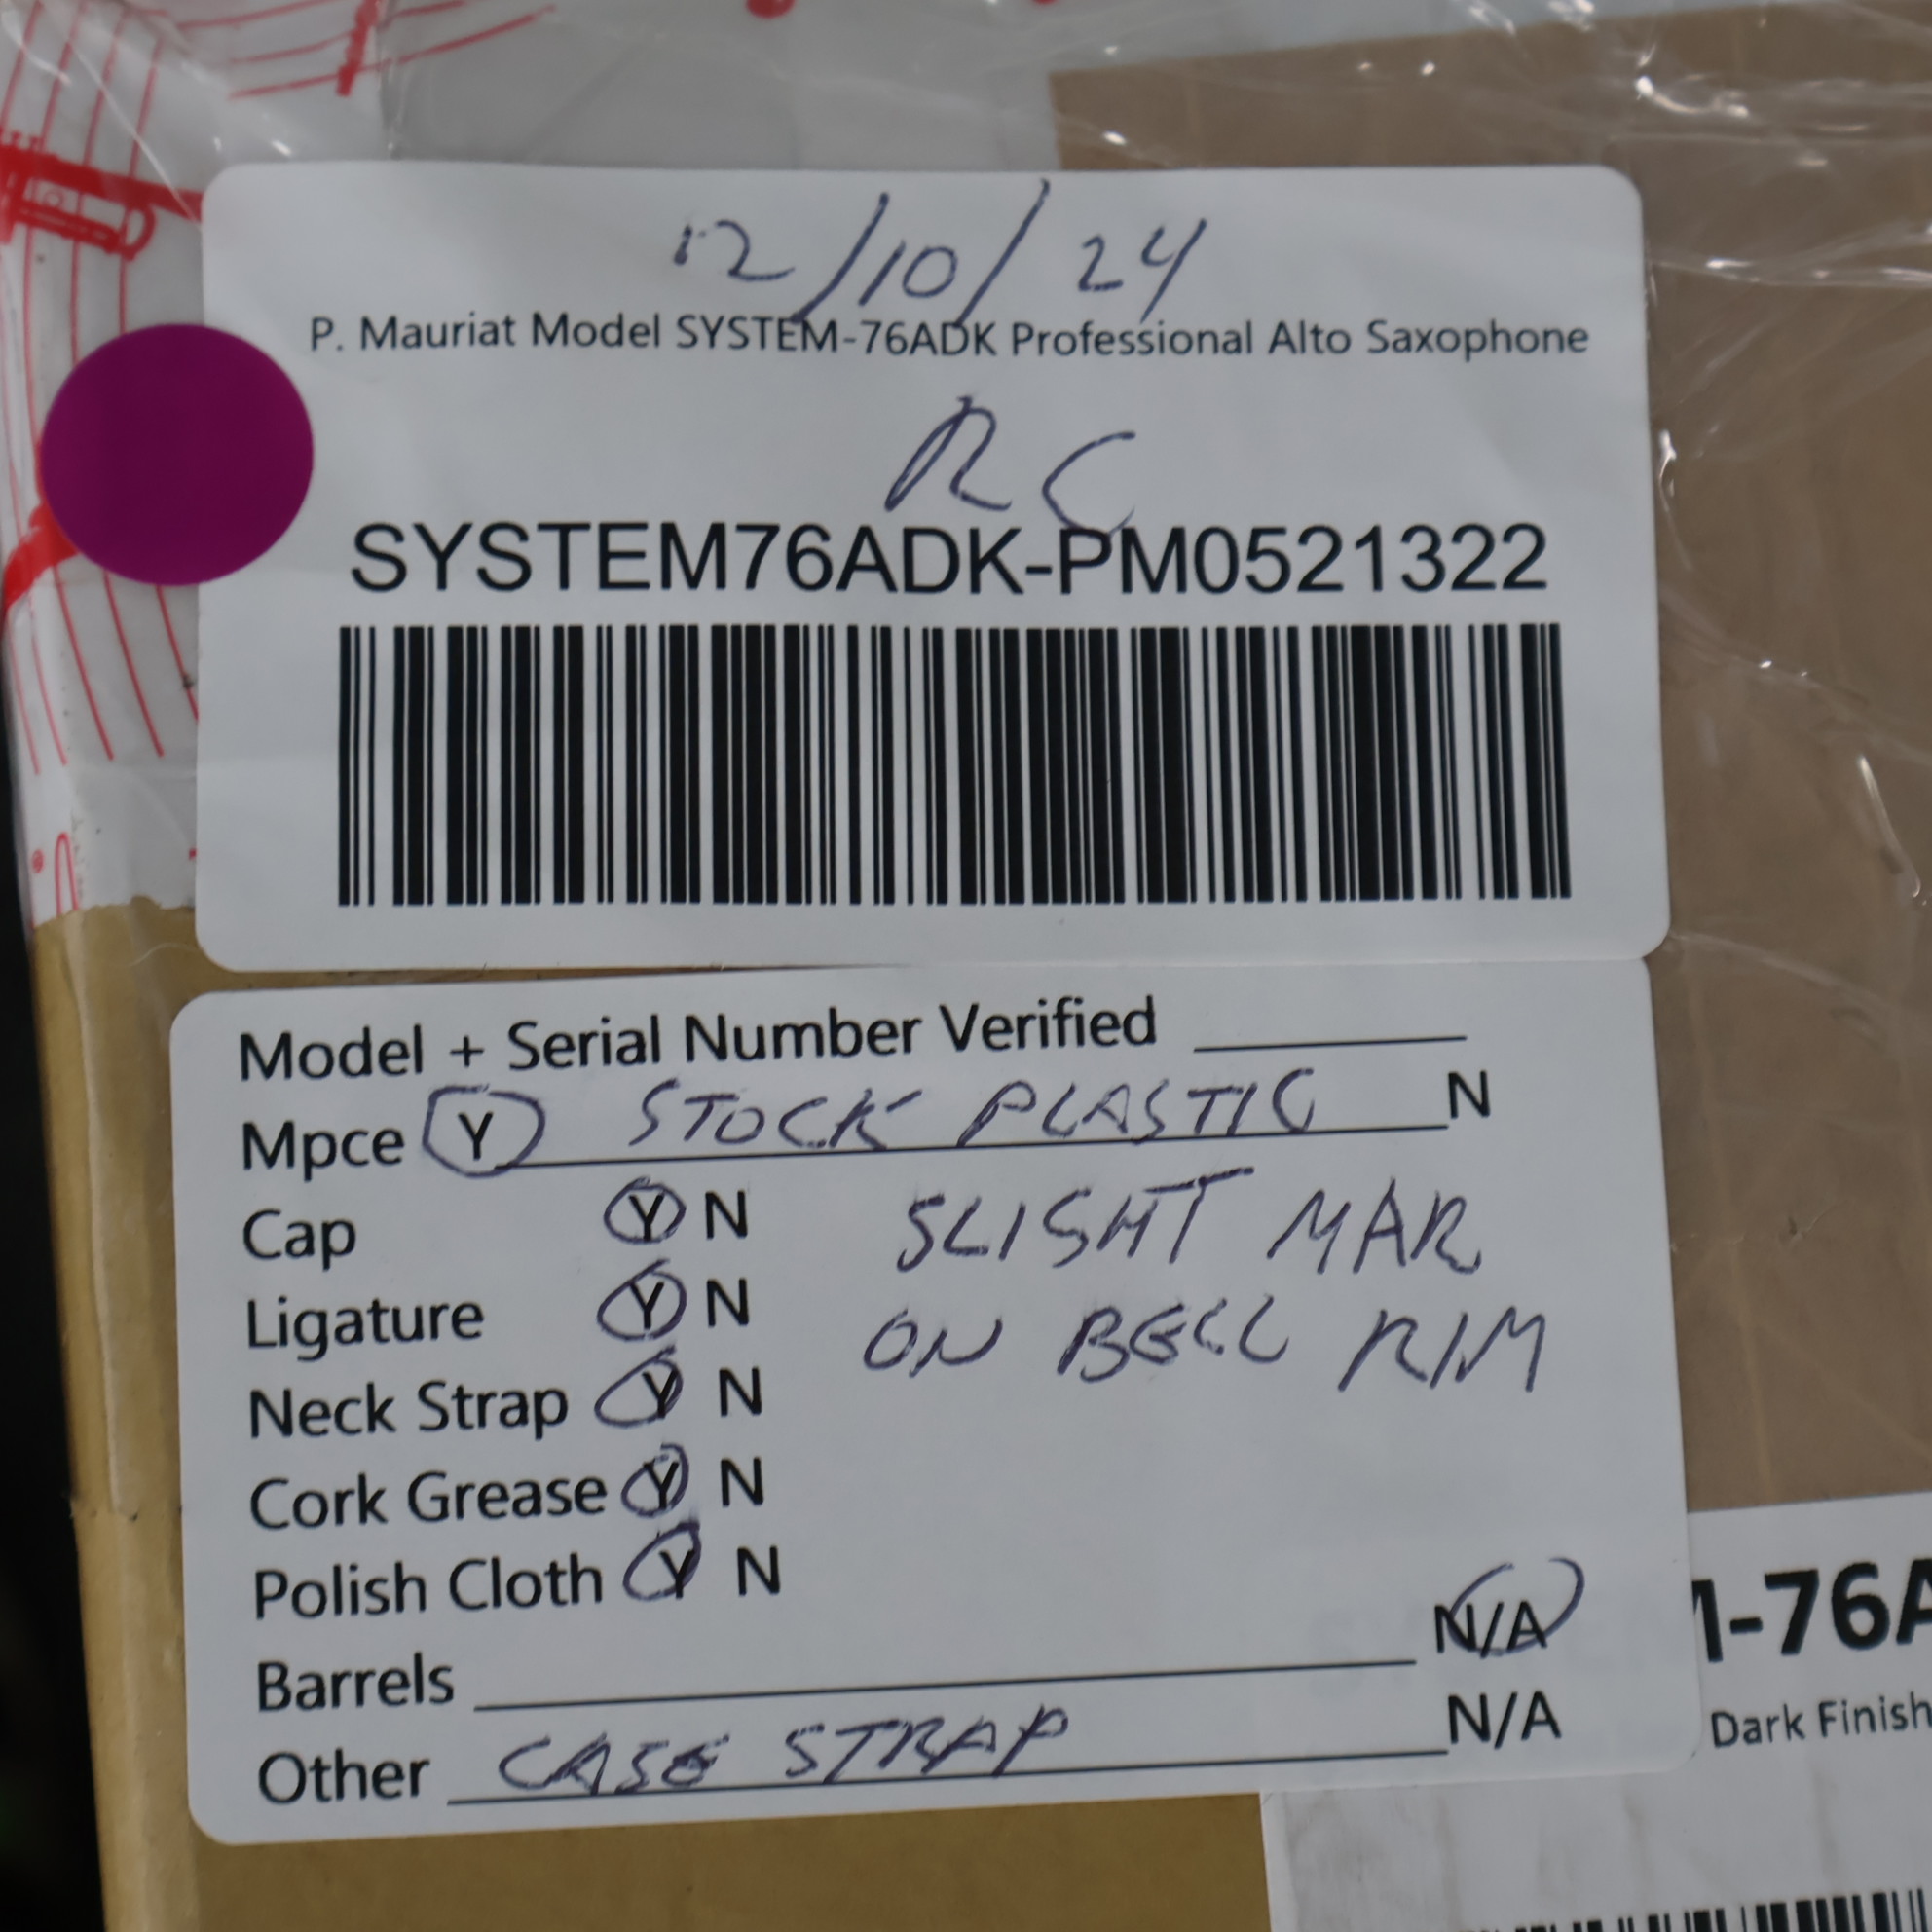 12/10/24
P. Mauriat Model SYSTEM-76ADK Professional Alto Saxophone
RC
SYSTEM76ADK-PM0521322
Model + Serial Number Verified
Mpce Y STOCK PLASTIC N
Cap Y N SLIGHT MAR
Ligature Y N ON BELL RIM
Neck Strap Y N
Cork Grease Y N
Polish Cloth Y N
Barrels N/A
Other CASE STRAP N/A
-76A
Dark Finish